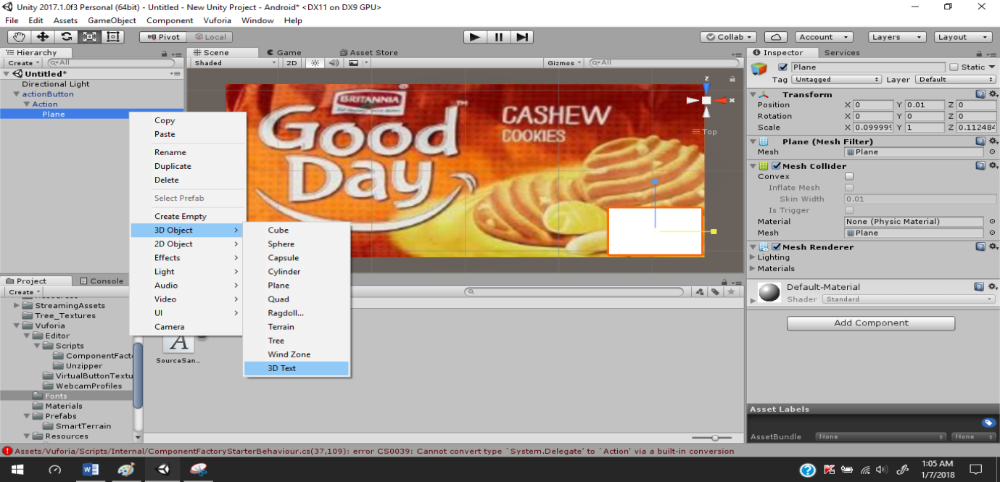 Unity 2017.1.0f3 Personal (64bit) - Untitled - New Unity Project - Android* <DX11 on DX9 GPU>
File Edit Assets GameObject Component Vuforia Window Help
Pivot Local Collab Account Layers Layout
Hierarchy
Create All
Untitled*
Directional Light
actionButton
Action
Plane
Scene Game Asset Store
Shaded 2D Gizmos All
BRITANNIA
Good Day
TM
CASHEW
COOKIES
z
x
Top
Copy
Paste
Rename
Duplicate
Delete
Select Prefab
Create Empty
3D Object
2D Object
Effects
Light
Audio
Video
UI
Camera
Cube
Sphere
Capsule
Cylinder
Plane
Quad
Ragdoll...
Terrain
Tree
Wind Zone
3D Text
Inspector Services
Plane Static
Tag Untagged Layer Default
Transform
Position X 0 Y 0.01 Z 0
Rotation X 0 Y 0 Z 0
Scale X 0.099999 Y 1 Z 0.112484
Plane (Mesh Filter)
Mesh Plane
Mesh Collider
Convex
Inflate Mesh
Skin Width 0.01
Is Trigger
Material None (Physic Material)
Mesh Plane
Mesh Renderer
Lighting
Materials
Default-Material
Shader Standard
Add Component
Asset Labels
AssetBundle None None
Project Console
Create
StreamingAssets
Tree_Textures
Vuforia
Editor
Scripts
ComponentFacto
Unzipper
VirtualButtonTextu
WebcamProfiles
Fonts
Materials
Prefabs
SmartTerrain
Resources
A
SourceSan...
Assets/Vuforia/Scripts/Internal/ComponentFactoryStarterBehaviour.cs(37,109): error CS0039: Cannot convert type `System.Delegate' to `Action' via a built-in conversion
1:05 AM
1/7/2018